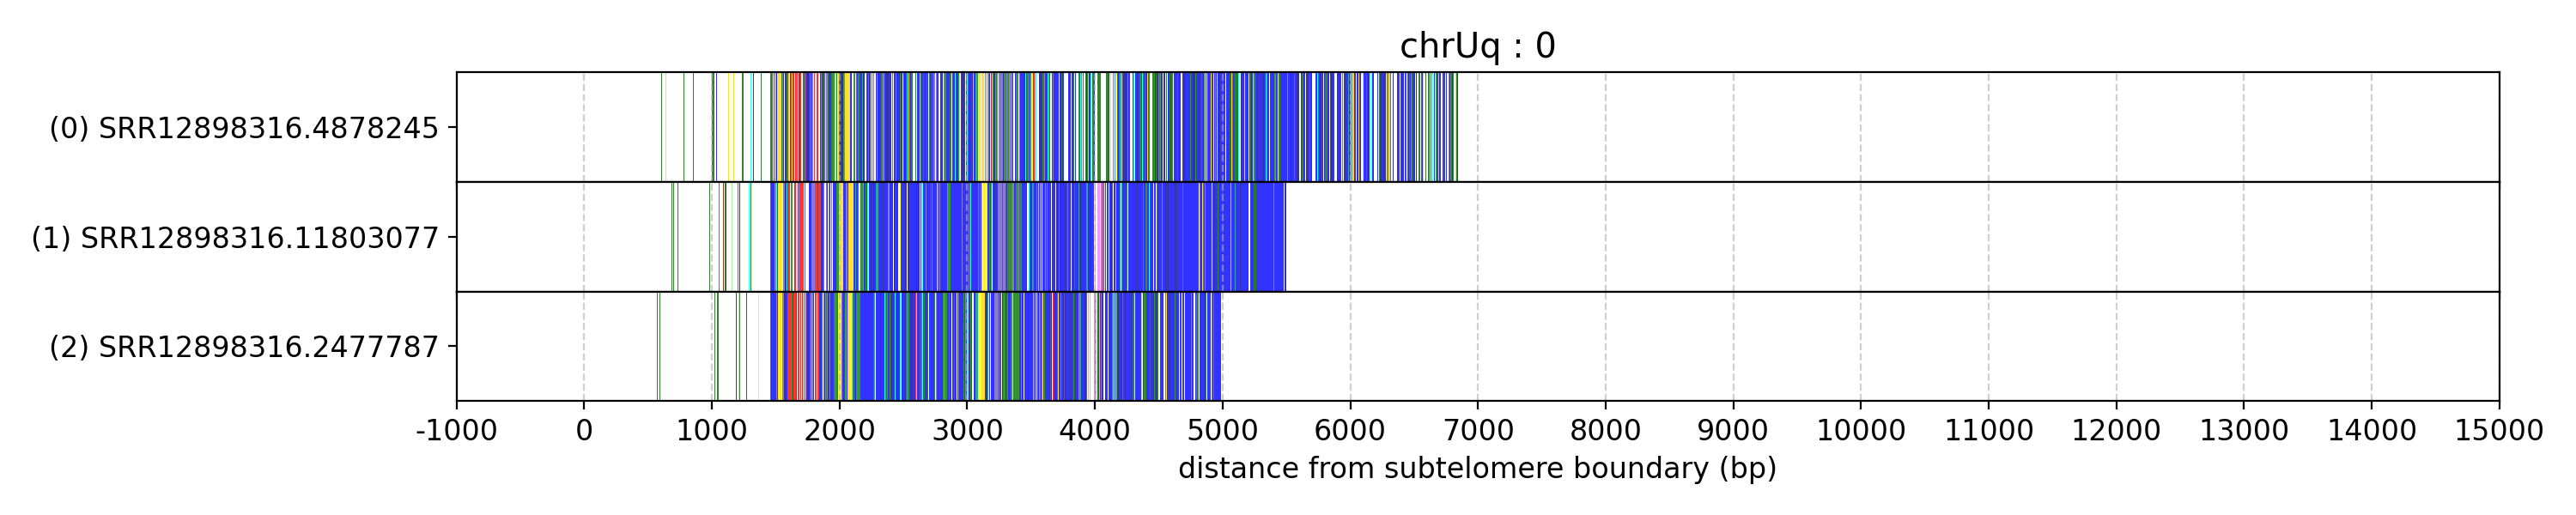 chrUq : 0
(0) SRR12898316.4878245
(1) SRR12898316.11803077
(2) SRR12898316.2477787
-1000 0 1000 2000 3000 4000 5000 6000 7000 8000 9000 10000 11000 12000 13000 14000 15000
distance from subtelomere boundary (bp)